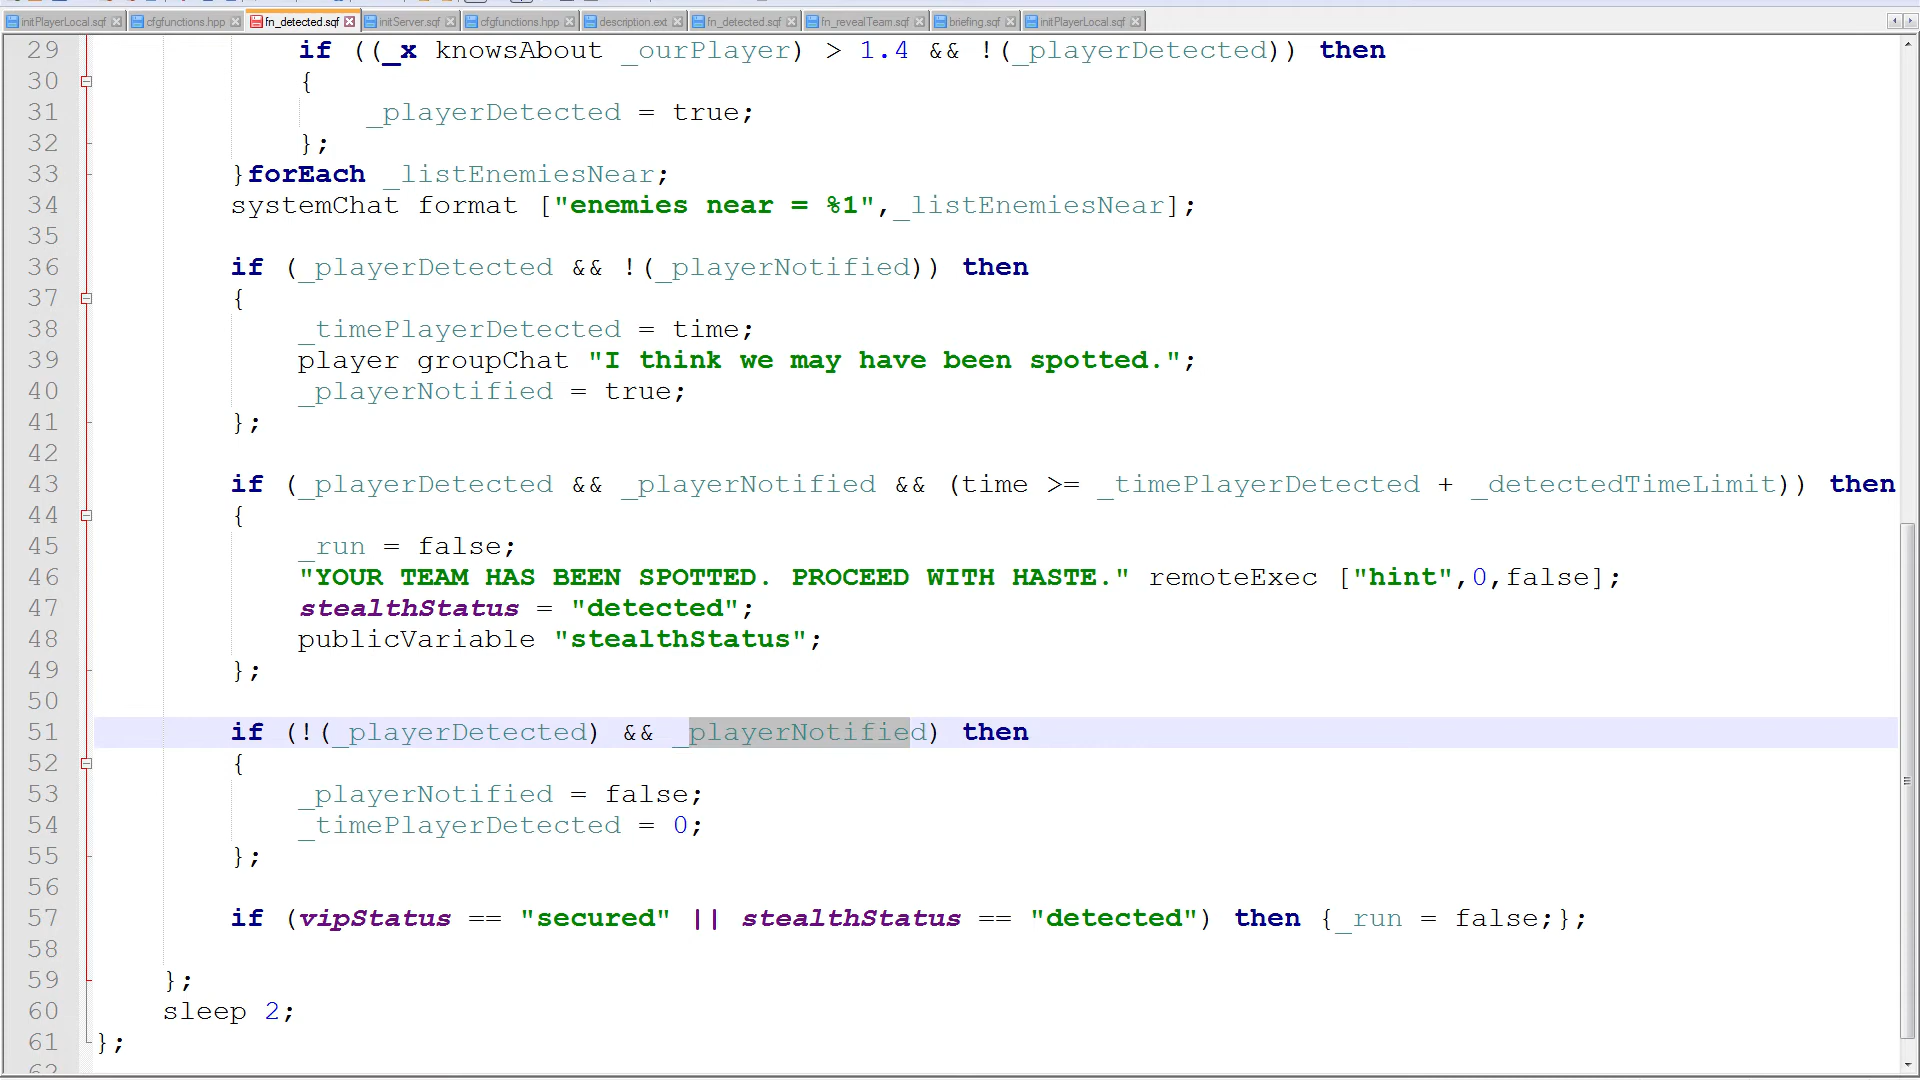 initPlayerLocal.sqf cfgfunctions.hpp fn_detected.sqf initServer.sqf cfgfunctions.hpp description.ext fn_detected.sqf fn_revealTeam.sqf briefing.sqf initPlayerLocal.sqf
29 if ((_x knowsAbout _ourPlayer) > 1.4 && !(_playerDetected)) then
30 {
31 _playerDetected = true;
32 };
33 }forEach _listEnemiesNear;
34 systemChat format ["enemies near = %1",_listEnemiesNear];
35
36 if (_playerDetected && !(_playerNotified)) then
37 {
38 _timePlayerDetected = time;
39 player groupChat "I think we may have been spotted.";
40 _playerNotified = true;
41 };
42
43 if (_playerDetected && _playerNotified && (time >= _timePlayerDetected + _detectedTimeLimit)) then
44 {
45 _run = false;
46 "YOUR TEAM HAS BEEN SPOTTED. PROCEED WITH HASTE." remoteExec ["hint",0,false];
47 stealthStatus = "detected";
48 publicVariable "stealthStatus";
49 };
50
51 if (!(_playerDetected) && _playerNotified) then
52 {
53 _playerNotified = false;
54 _timePlayerDetected = 0;
55 };
56
57 if (vipStatus == "secured" || stealthStatus == "detected") then {_run = false;};
58
59 };
60 sleep 2;
61 };
62